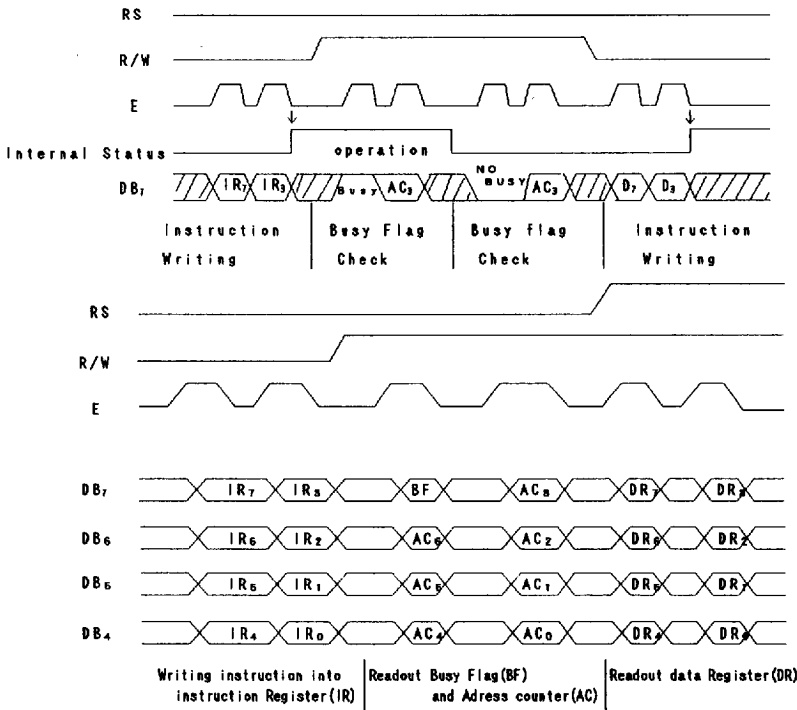 RS
R/W
E
Internal Status operation
DB₇ IR₇ IR₃ BUSY AC₃ NO BUSY AC₃ D₇ D₃
Instruction Writing
Busy Flag Check
Busy flag Check
Instruction Writing
RS
R/W
E
DB₇ IR₇ IR₃ BF AC₃ DR₇ DR₃
DB₆ IR₆ IR₂ AC₆ AC₂ DR₆ DR₂
DB₅ IR₅ IR₁ AC₅ AC₁ DR₅
DB₄ IR₄ IR₀ AC₄ AC₀ DR₄
Writing instruction into
instruction Register(IR)
Readout Busy Flag(BF)
and Adress counter(AC)
Readout data Register(DR)